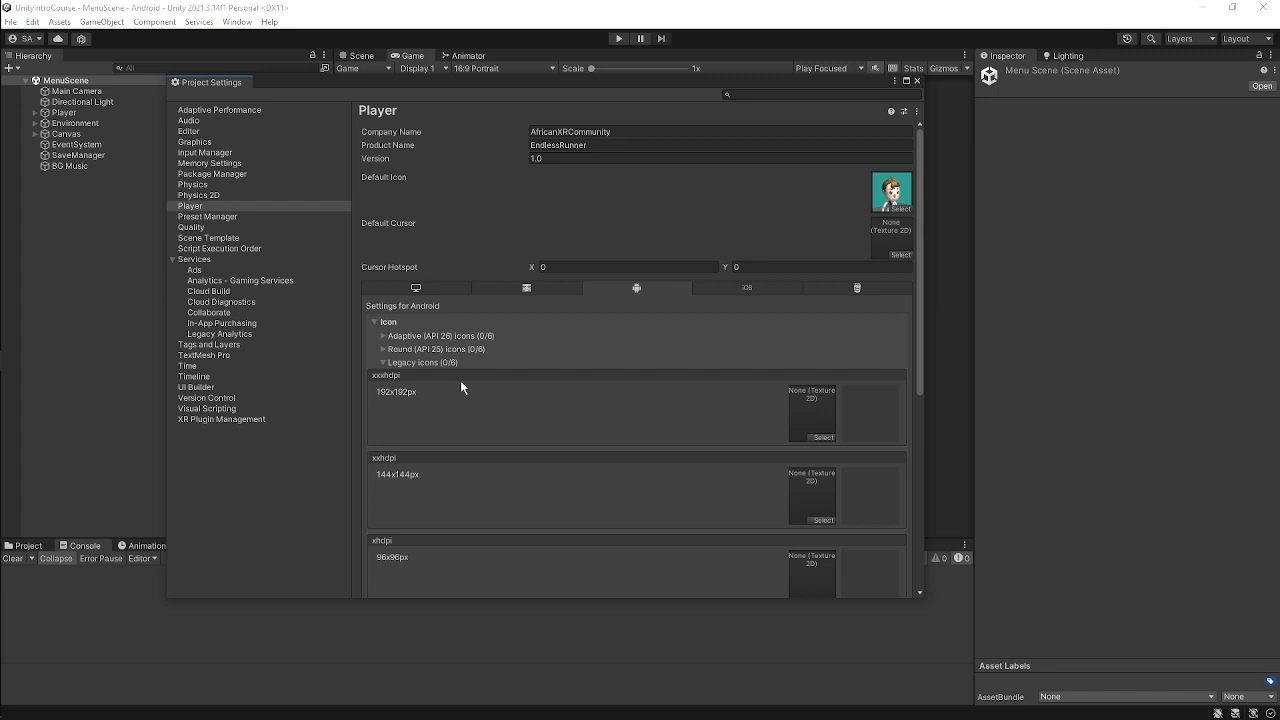 UnityIntroCourse - MenuScene - Android - Unity 2021.3.14f1 Personal <DX11>
File Edit Assets GameObject Component Services Window Help
SA Layers Layout
Hierarchy Scene Game Animator Inspector Lighting
All Game Display 1 16:9 Portrait Scale 1x Play Focused Stats Gizmos
Menu Scene (Scene Asset)
Open
MenuScene
Main Camera
Directional Light
Player
Environment
Canvas
EventSystem
SaveManager
BG Music
Project Settings
Adaptive Performance
Audio
Editor
Graphics
Input Manager
Memory Settings
Package Manager
Physics
Physics 2D
Player
Preset Manager
Quality
Scene Template
Script Execution Order
Services
Ads
Analytics - Gaming Services
Cloud Build
Cloud Diagnostics
Collaborate
In-App Purchasing
Legacy Analytics
Tags and Layers
TextMesh Pro
Time
Timeline
UI Builder
Version Control
Visual Scripting
XR Plugin Management
Player
Company Name AfricanXRCommunity
Product Name EndlessRunner
Version 1.0
Default Icon
Select
Default Cursor None
(Texture 2D)
Select
Cursor Hotspot X 0 Y 0
iOS
Settings for Android
Icon
Adaptive (API 26) icons (0/6)
Round (API 25) icons (0/6)
Legacy icons (0/6)
xxxhdpi
192x192px None (Texture 2D)
Select
xxhdpi
144x144px None (Texture 2D)
Select
xhdpi
96x96px None (Texture 2D)
Project Console Animation
Clear Collapse Error Pause Editor 0 0
Asset Labels
AssetBundle None None